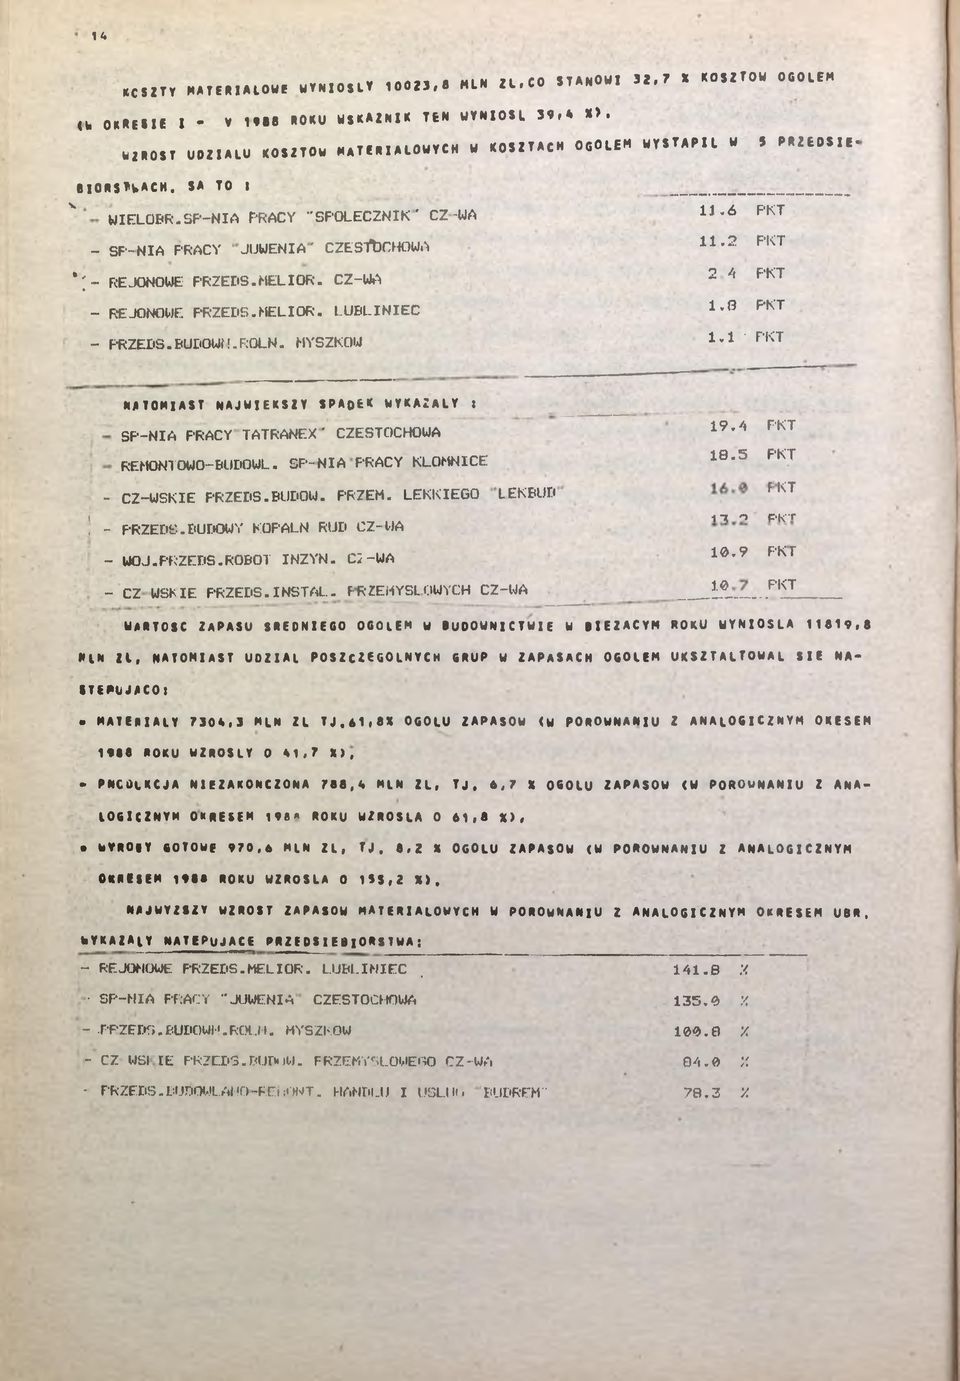 14
KOSZTY MATERIALOWE WYNIOSLY 10023,8 MLN ZL,CO STANOWI 32,7 % KOSZTOW OGOLEM
(W OKRESIE I - V 1988 ROKU WSKAZNIK TEN WYNIOSL 39,4 %).
WZROST UDZIALU KOSZTOW MATERIALOWYCH W KOSZTACH OGOLEM WYSTAPIL W 5 PRZEDSIE-
BIORSTWACH. SA TO :
- WIELOBR.SP-NIA PRACY "SPOLECZNIK" CZ-WA 11.6 PKT
- SP-NIA PRACY "JUWENIA" CZESTOCHOWA 11.2 PKT
- REJONOWE PRZEDS.MELIOR. CZ-WA 2.4 PKT
- REJONOWE PRZEDS.MELIOR. LUBLINIEC 1.8 PKT
- PRZEDS.BUDOWN.ROLN. MYSZKOW 1.1 PKT
NATOMIAST NAJWIEKSZY SPADEK WYKAZALY :
- SP-NIA PRACY"TATRANEX" CZESTOCHOWA 19.4 PKT
- REMONTOWO-BUDOWL. SP-NIA PRACY KLOMNICE 18.5 PKT
- CZ-WSKIE PRZEDS.BUDOW. PRZEM. LEKKIEGO "LEKBUD" 16.0 PKT
- PRZEDS.BUDOWY KOPALN RUD CZ-WA 13.2 PKT
- WOJ.PRZEDS.ROBOT INZYN. CZ-WA 10.9 PKT
- CZ-WSKIE PRZEDS.INSTAL. PRZEMYSLOWYCH CZ-WA 10.7 PKT
WARTOSC ZAPASU SREDNIEGO OGOLEM W BUDOWNICTWIE W BIEZACYM ROKU WYNIOSLA 11819,8
MLN ZL, NATOMIAST UDZIAL POSZCZEGOLNYCH GRUP W ZAPASACH OGOLEM UKSZTALTOWAL SIE NA-
STEPUJACO:
- MATERIALY 7304,3 MLN ZL TJ.61,8% OGOLU ZAPASOW (W POROWNANIU Z ANALOGICZNYM OKESEM
1988 ROKU WZROSLY O 41,7 %),
- PRODUKCJA NIEZAKONCZONA 788,4 MLN ZL, TJ. 6,7 % OGOLU ZAPASOW (W POROWNANIU Z ANA-
LOGICZNYM OKRESEM 1988 ROKU WZROSLA O 61,8 %),
- WYROBY GOTOWE 970,6 MLN ZL, TJ. 8,2 % OGOLU ZAPASOW (W POROWNANIU Z ANALOGICZNYM
OKRESEM 1988 ROKU WZROSLA O 155,2 %).
NAJWYZSZY WZROST ZAPASOW MATERIALOWYCH W POROWNANIU Z ANALOGICZNYM OKRESEM UBR.
WYKAZALY NATEPUJACE PRZEDSIEBIORSTWA:
- REJONOWE PRZEDS.MELIOR. LUBLINIEC 141.8 %
- SP-NIA PRACY "JUWENIA" CZESTOCHOWA 135.0 %
- PRZEDS.BUDOWN.ROLN. MYSZKOW 100.8 %
- CZ-WSKIE PRZEDS.BUDOW. PRZEMYSLOWEGO CZ-WA 84.0 %
- PRZEDS.BUDOWLANO-REMONT. HANDLU I USLUG "BUDREM" 78.3 %